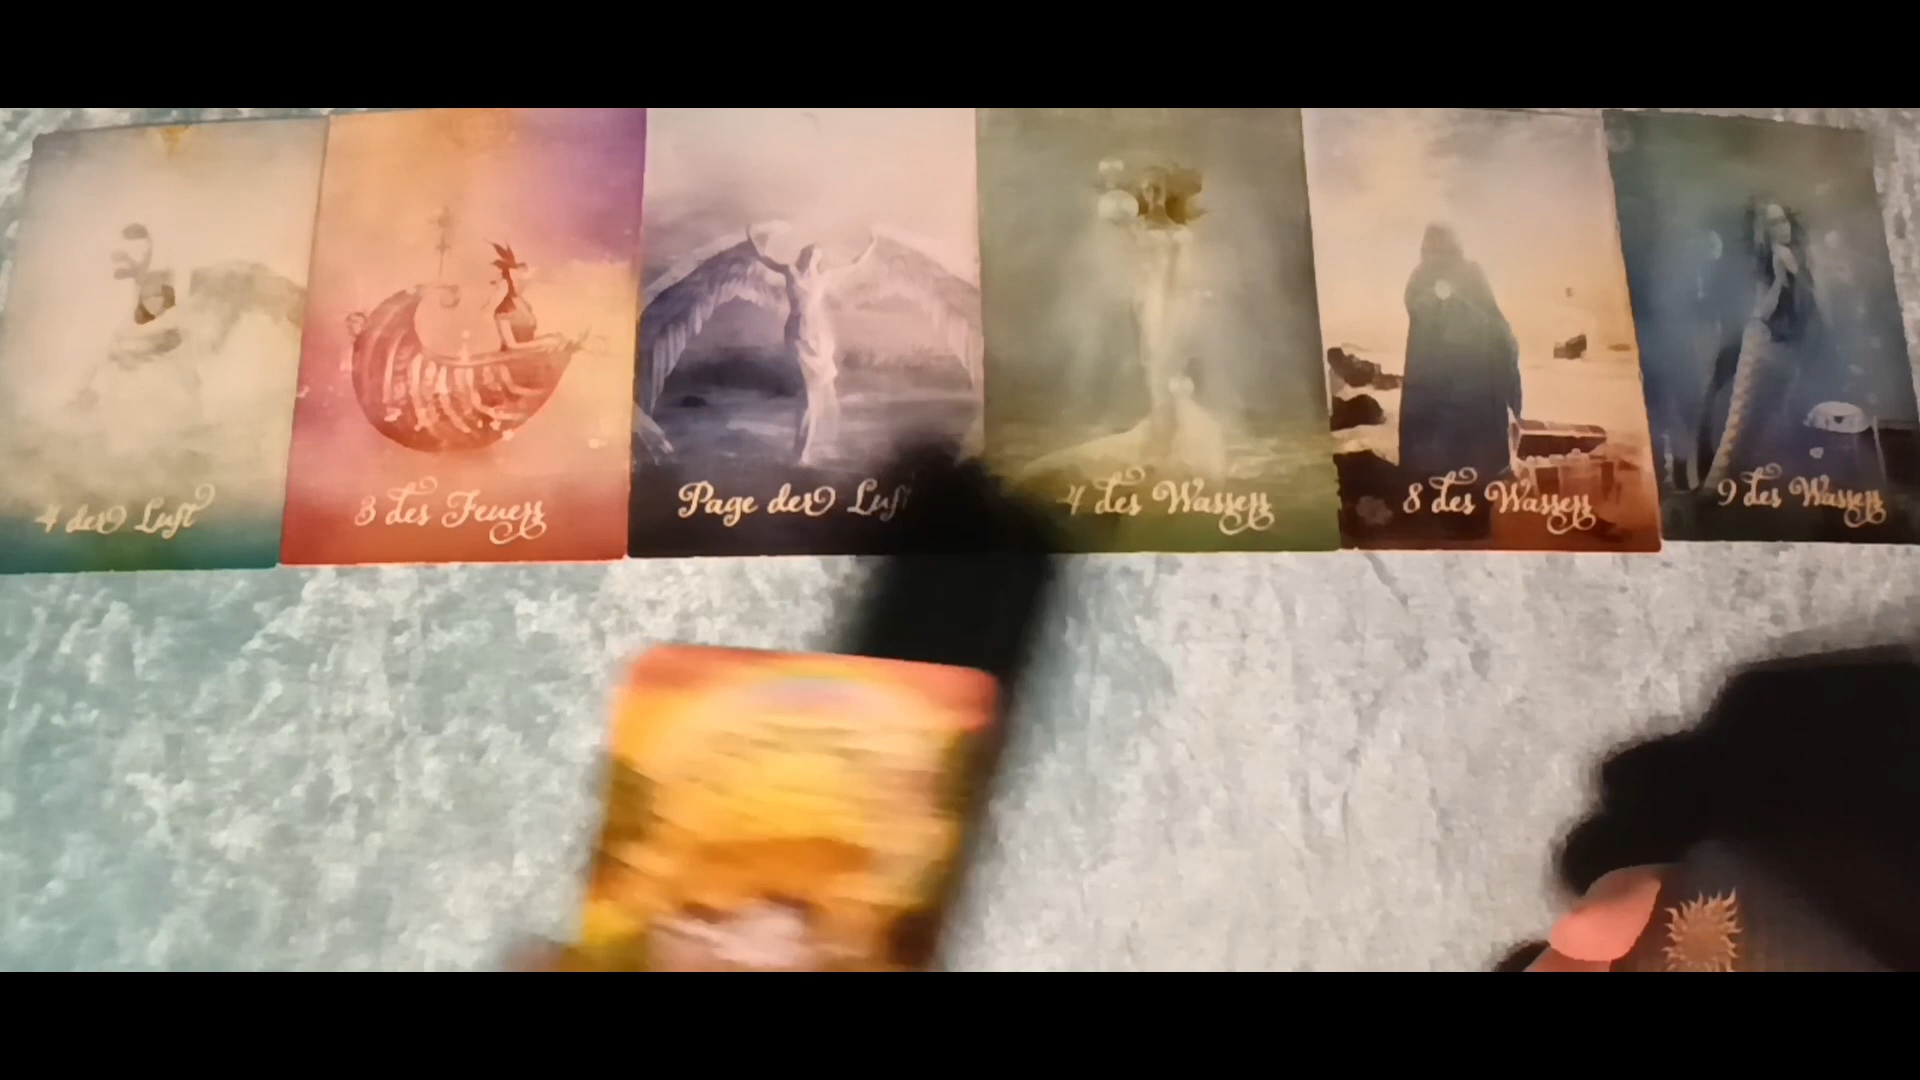 4 der Luft
3 des Feuers
Page der Luft
4 des Wassers
8 des Wassers
9 des Wassers